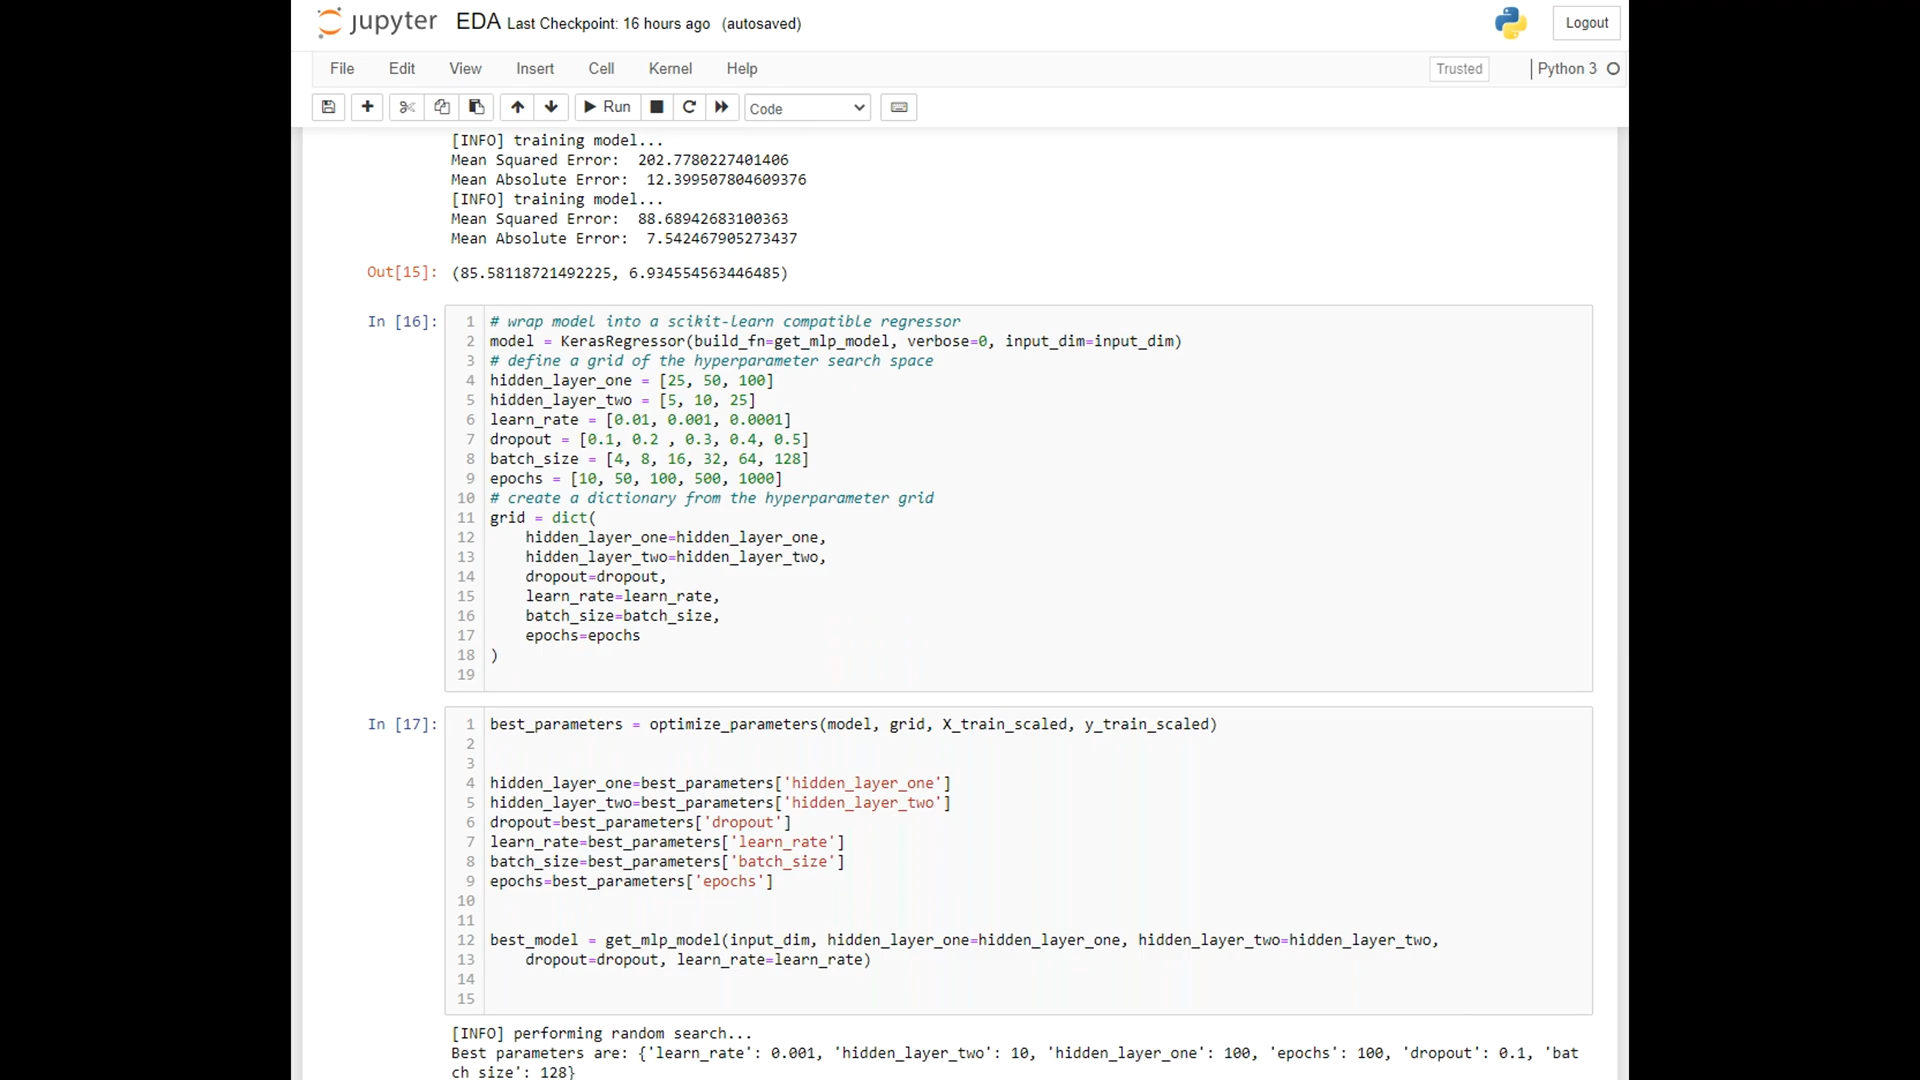 jupyter EDA Last Checkpoint: 16 hours ago (autosaved) Logout
File Edit View Insert Cell Kernel Help Trusted Python 3
Run Code
[INFO] training model...
Mean Squared Error:  202.7780227401406
Mean Absolute Error:  12.399507804609376
[INFO] training model...
Mean Squared Error:  88.68942683100363
Mean Absolute Error:  7.542467905273437
Out[15]: (85.58118721492225, 6.934554563446485)
In [16]:
1 # wrap model into a scikit-learn compatible regressor
2 model = KerasRegressor(build_fn=get_mlp_model, verbose=0, input_dim=input_dim)
3 # define a grid of the hyperparameter search space
4 hidden_layer_one = [25, 50, 100]
5 hidden_layer_two = [5, 10, 25]
6 learn_rate = [0.01, 0.001, 0.0001]
7 dropout = [0.1, 0.2 , 0.3, 0.4, 0.5]
8 batch_size = [4, 8, 16, 32, 64, 128]
9 epochs = [10, 50, 100, 500, 1000]
10 # create a dictionary from the hyperparameter grid
11 grid = dict(
12     hidden_layer_one=hidden_layer_one,
13     hidden_layer_two=hidden_layer_two,
14     dropout=dropout,
15     learn_rate=learn_rate,
16     batch_size=batch_size,
17     epochs=epochs
18 )
19
In [17]:
1 best_parameters = optimize_parameters(model, grid, X_train_scaled, y_train_scaled)
2
3
4 hidden_layer_one=best_parameters['hidden_layer_one']
5 hidden_layer_two=best_parameters['hidden_layer_two']
6 dropout=best_parameters['dropout']
7 learn_rate=best_parameters['learn_rate']
8 batch_size=best_parameters['batch_size']
9 epochs=best_parameters['epochs']
10
11
12 best_model = get_mlp_model(input_dim, hidden_layer_one=hidden_layer_one, hidden_layer_two=hidden_layer_two,
13     dropout=dropout, learn_rate=learn_rate)
14
15
[INFO] performing random search...
Best parameters are: {'learn_rate': 0.001, 'hidden_layer_two': 10, 'hidden_layer_one': 100, 'epochs': 100, 'dropout': 0.1, 'bat
ch_size': 128}